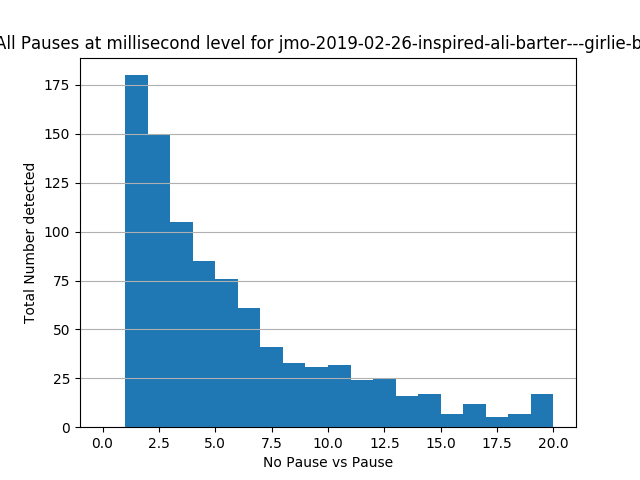 All Pauses at millisecond level for jmo-2019-02-26-inspired-ali-barter---girlie-b
175
150
125
100
75
50
25
0
Total Number detected
0.0 2.5 5.0 7.5 10.0 12.5 15.0 17.5 20.0
No Pause vs Pause